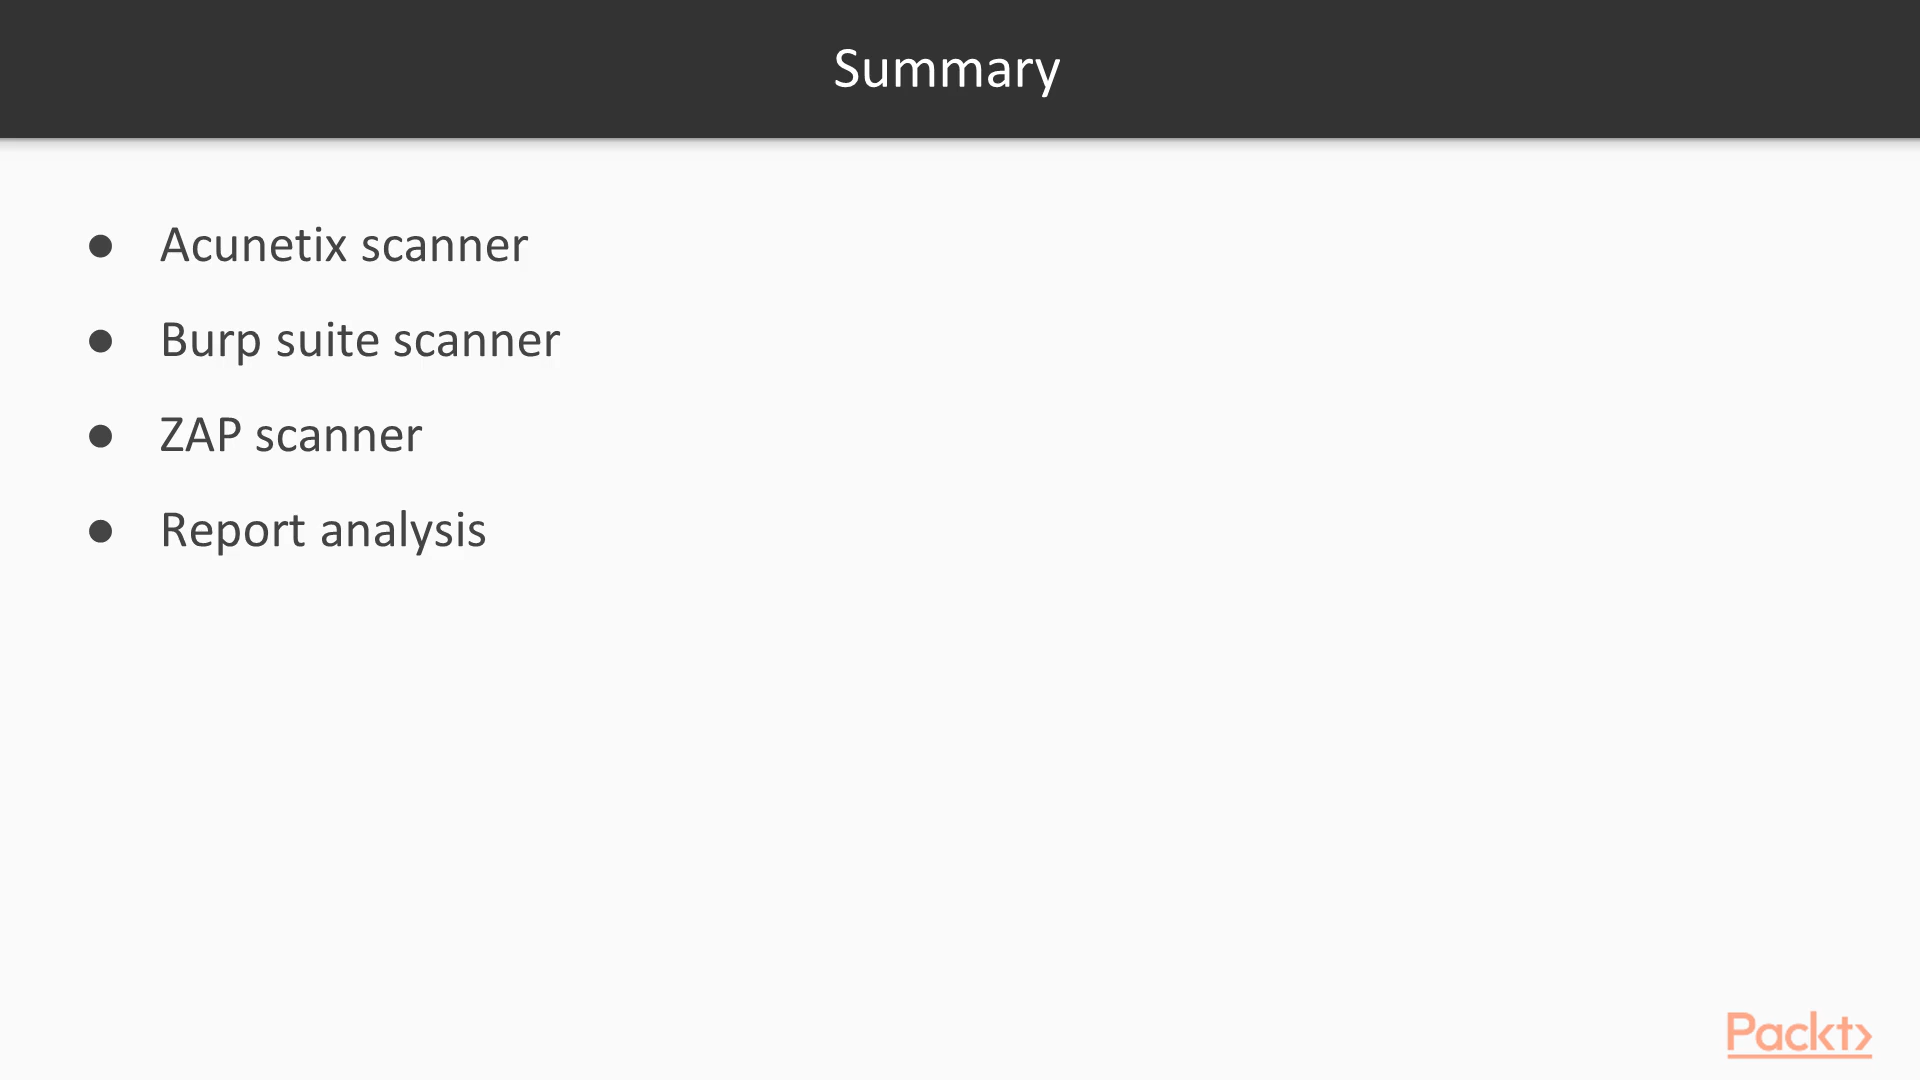 Summary
● Acunetix scanner
● Burp suite scanner
● ZAP scanner
● Report analysis
Packt>